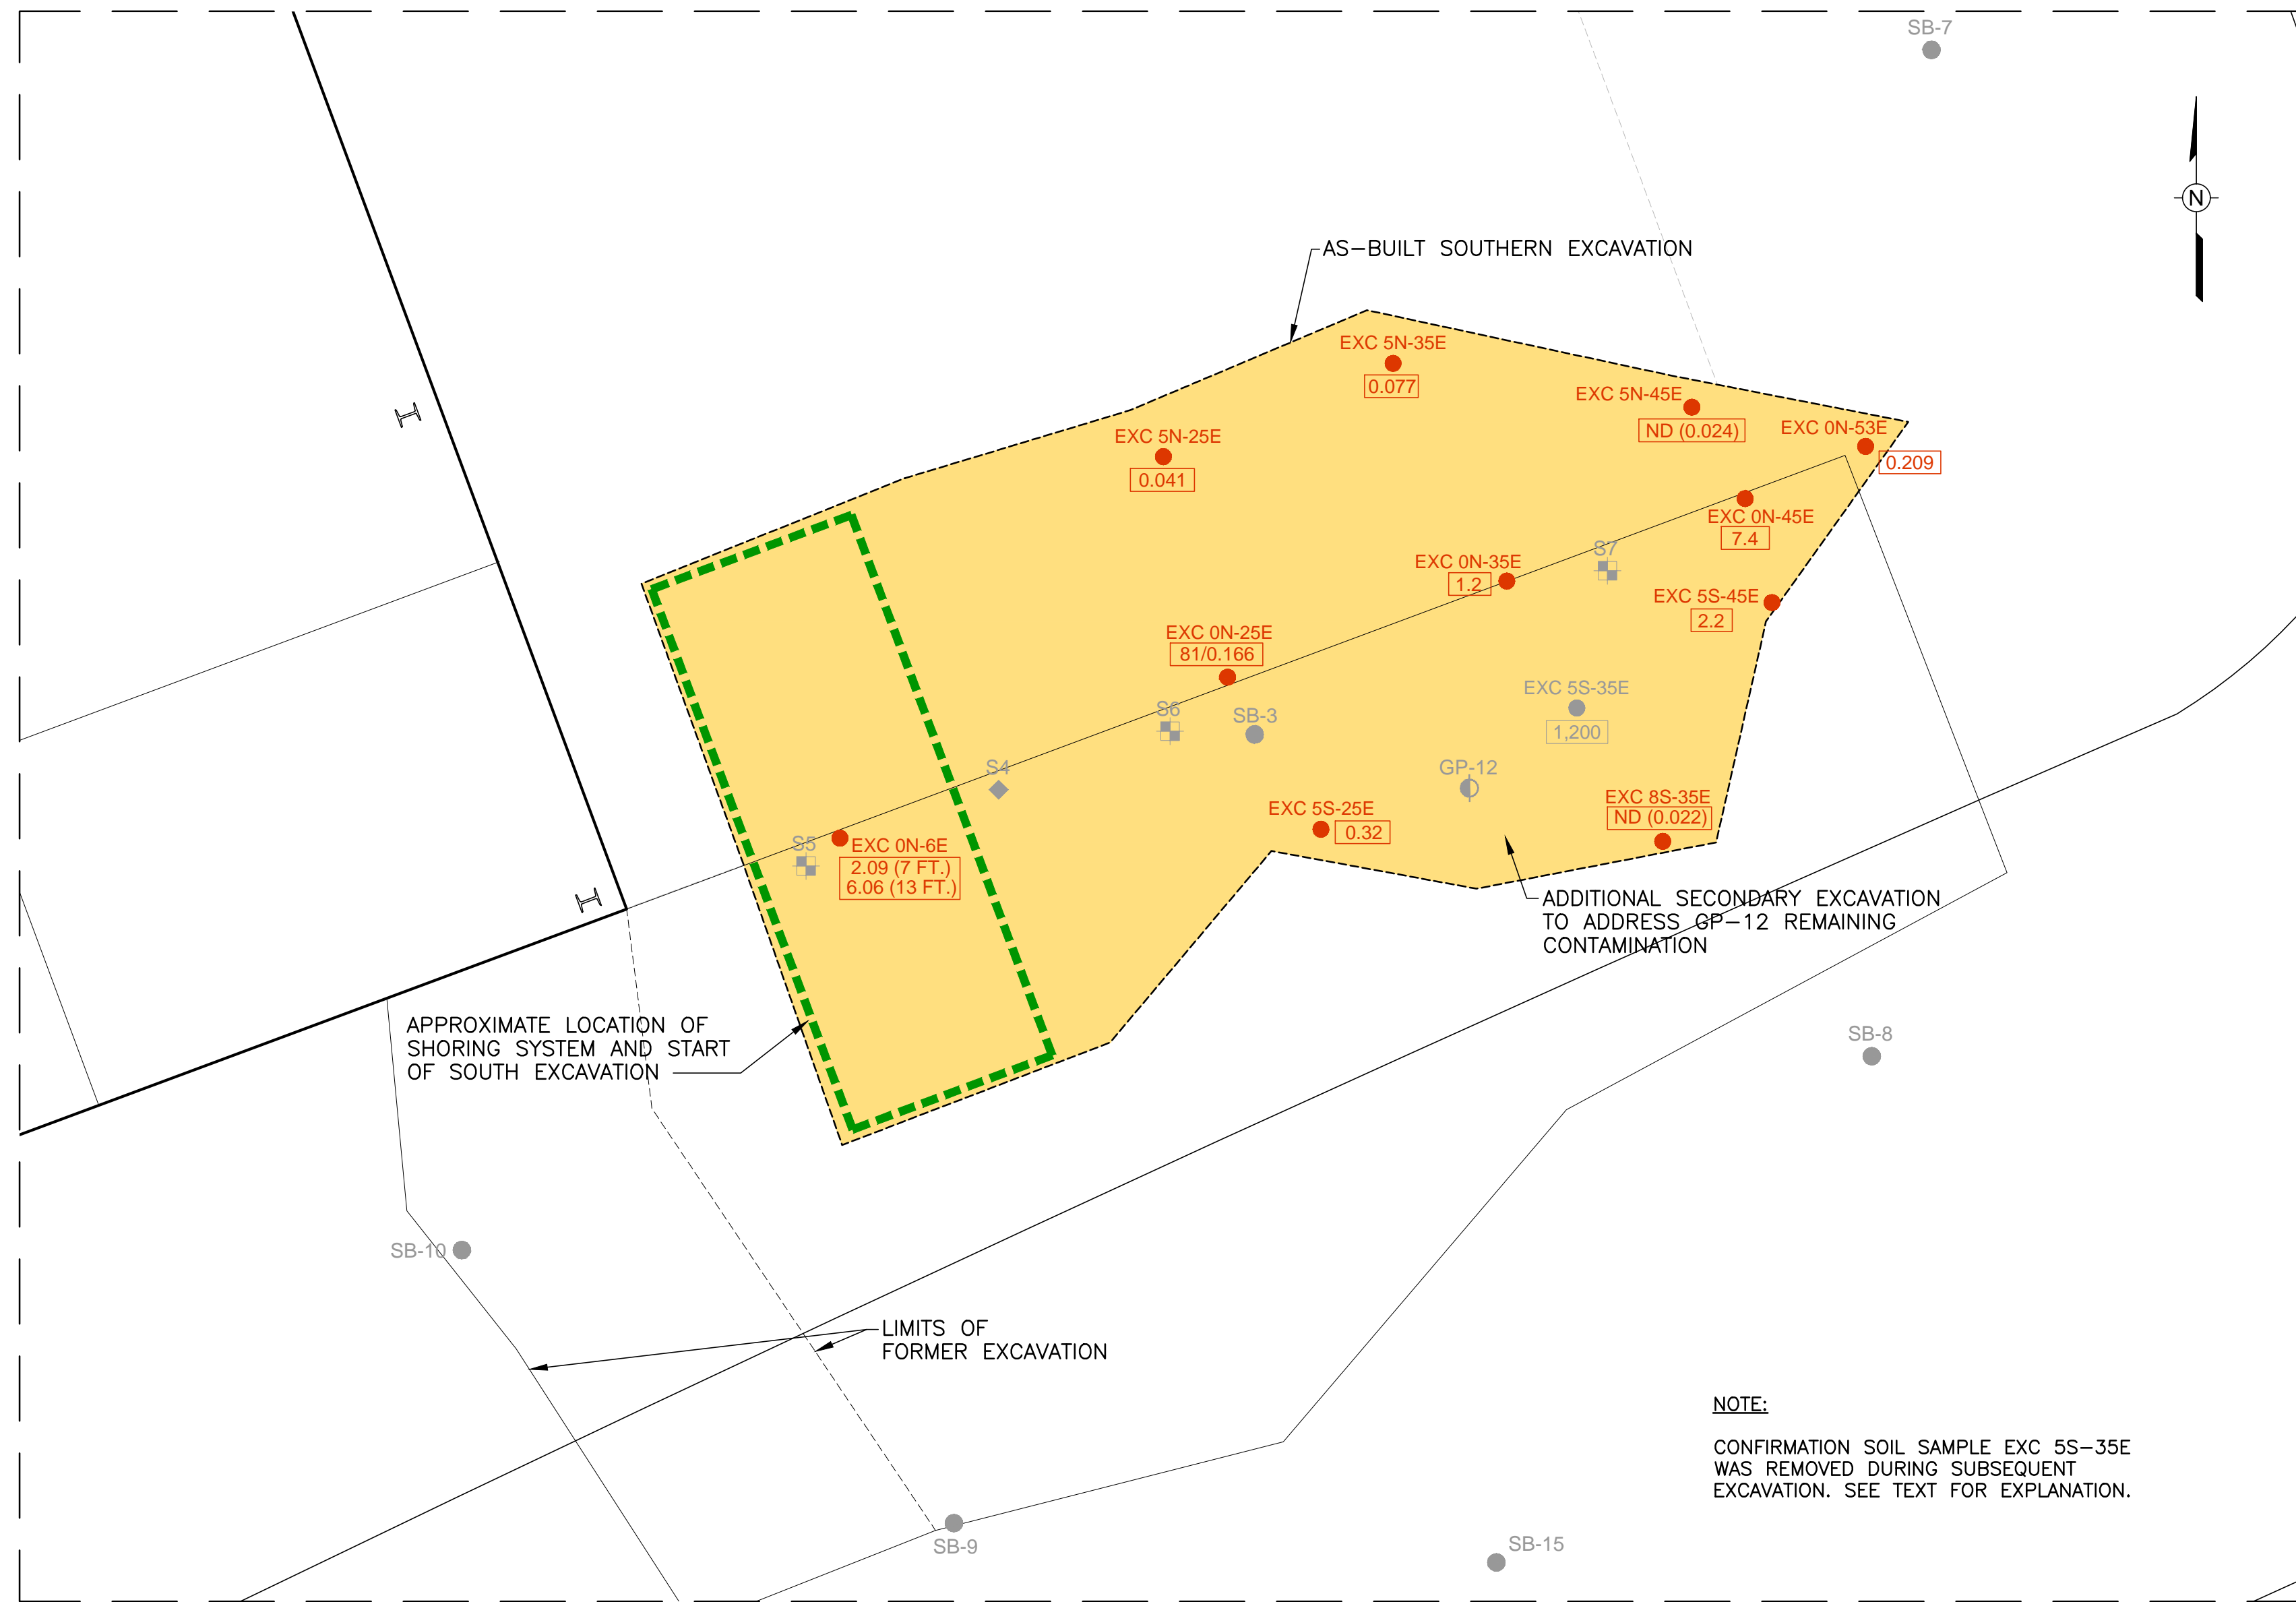 SB-7
N
AS-BUILT SOUTHERN EXCAVATION
EXC 5N-35E
0.077
EXC 5N-45E
ND (0.024)
EXC 0N-53E
0.209
EXC 5N-25E
0.041
EXC 0N-45E
7.4
S7
EXC 0N-35E
1.2
EXC 5S-45E
2.2
EXC 0N-25E
81/0.166
EXC 5S-35E
1,200
S6
SB-3
S4
GP-12
EXC 5S-25E
0.32
EXC 8S-35E
ND (0.022)
S5
EXC 0N-6E
2.09 (7 FT.)
6.06 (13 FT.)
ADDITIONAL SECONDARY EXCAVATION
TO ADDRESS GP-12 REMAINING
CONTAMINATION
APPROXIMATE LOCATION OF
SHORING SYSTEM AND START
OF SOUTH EXCAVATION
SB-8
SB-10
LIMITS OF
FORMER EXCAVATION
NOTE:
CONFIRMATION SOIL SAMPLE EXC 5S-35E
WAS REMOVED DURING SUBSEQUENT
EXCAVATION. SEE TEXT FOR EXPLANATION.
SB-9
SB-15